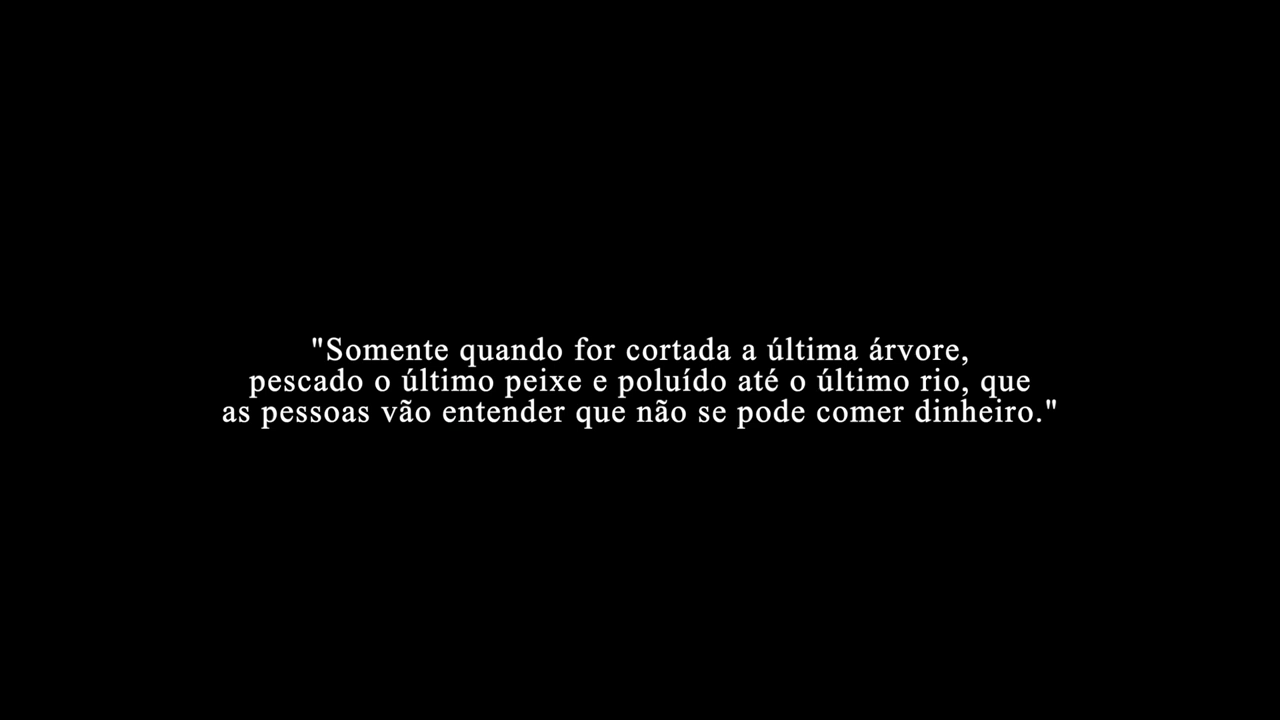 "Somente quando for cortada a última árvore,
pescado o último peixe e poluído até o último rio, que
as pessoas vão entender que não se pode comer dinheiro."